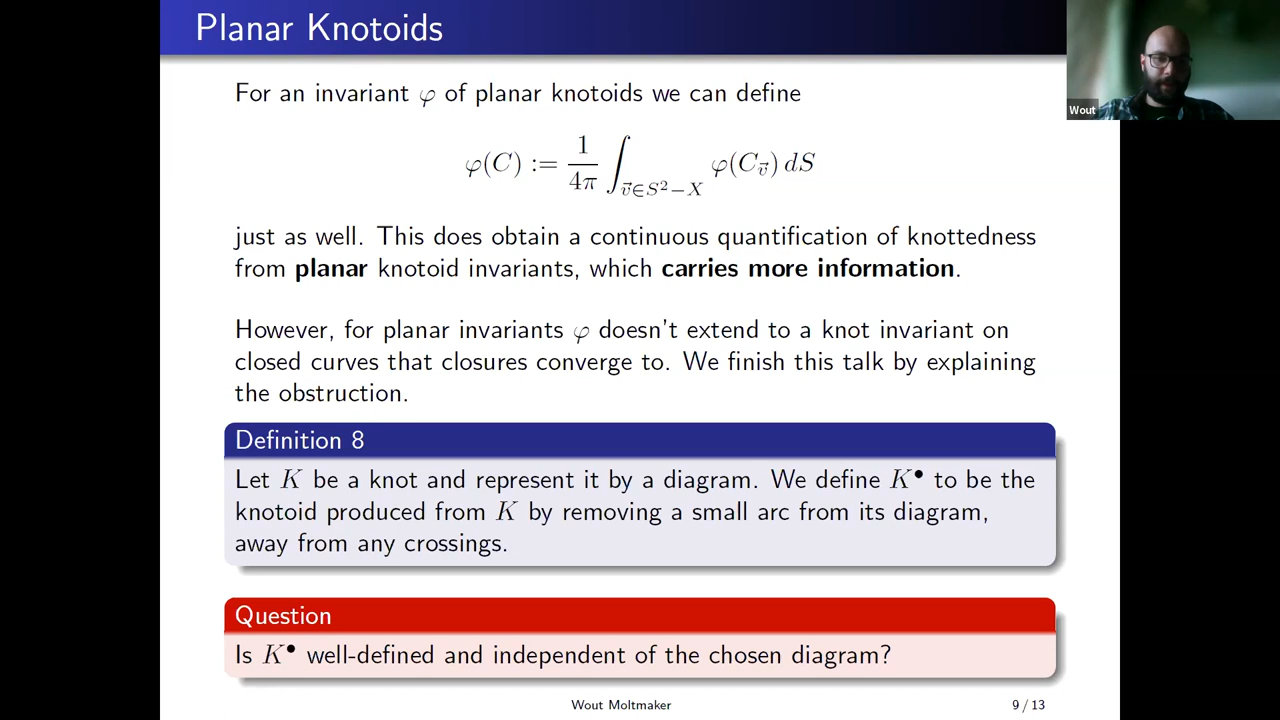 Planar Knotoids
Wout
For an invariant φ of planar knotoids we can define
φ(C) := 1/4π ∫_{v⃗∈S²−X} φ(C_v⃗) dS
just as well. This does obtain a continuous quantification of knottedness
from planar knotoid invariants, which carries more information.
However, for planar invariants φ doesn't extend to a knot invariant on
closed curves that closures converge to. We finish this talk by explaining
the obstruction.
Definition 8
Let K be a knot and represent it by a diagram. We define K• to be the
knotoid produced from K by removing a small arc from its diagram,
away from any crossings.
Question
Is K• well-defined and independent of the chosen diagram?
Wout Moltmaker
9 / 13